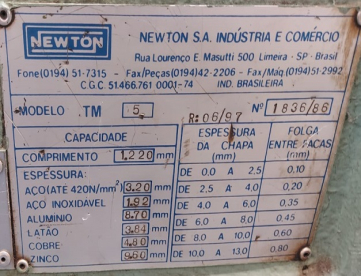 NEWTON
NEWTON S.A. INDÚSTRIA E COMÉRCIO
Rua Lourenço E. Masutti 500 Limeira - SP - Brasil
Fone(0194) 51-7315 - Fax/Peças(0194)42-2206 - Fax/Maq.(0194)51-2992
C G C 51.466.761 0001-74 IND. BRASILEIRA
MODELO TM 5 R:06/97 Nº 1836/86
CAPACIDADE
COMPRIMENTO 1.220 mm
ESPESSURA:
AÇO(ATÉ 420N/mm²) 3.20 mm
AÇO INOXIDÁVEL 1.92 mm
ALUMÍNIO 8.70 mm
LATÃO 3.84 mm
COBRE 4.80 mm
ZINCO mm
ESPESSURA DA CHAPA (mm)
FOLGA ENTRE FACAS (mm)
DE 0,0 A 2,5 0,10
DE 2,5 A 4,0 0,20
DE 4,0 A 6,0 0,35
DE 6,0 A 8,0 0,45
DE 8,0 A 10,0 0,60
DE 10,0 A 13,0 0,80